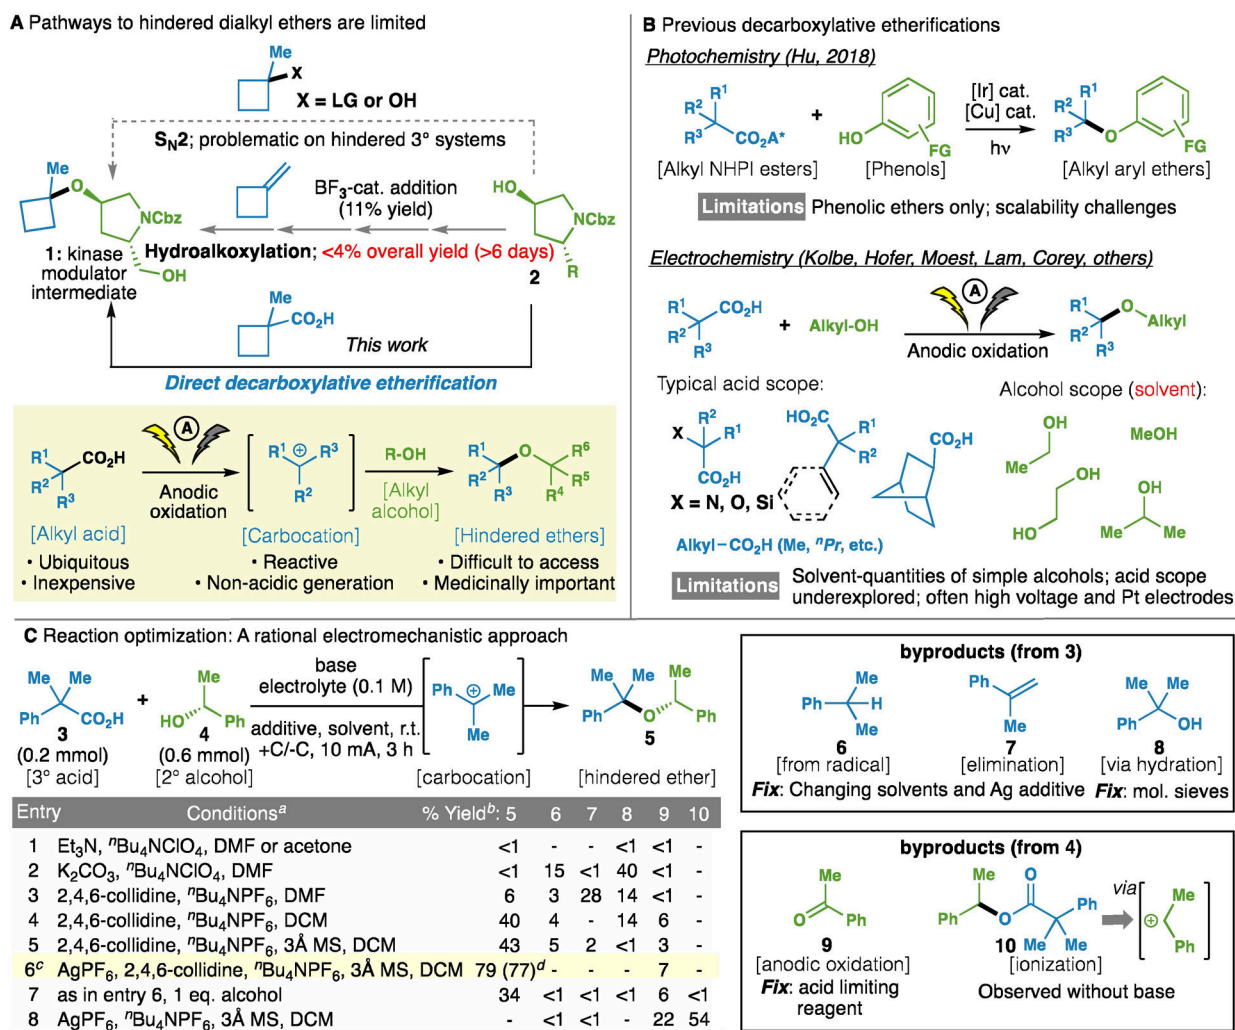 A Pathways to hindered dialkyl ethers are limited
Me
X
X = LG or OH
SN2; problematic on hindered 3° systems
Me
O
NCbz
OH
1: kinase
modulator
intermediate
BF3-cat. addition
(11% yield)
Hydroalkoxylation; <4% overall yield (>6 days)
HO
NCbz
R
2
Me
CO2H
This work
Direct decarboxylative etherification
R1
CO2H
R2
R3
[Alkyl acid]
• Ubiquitous
• Inexpensive
A
Anodic
oxidation
R1
R3
R2
[Carbocation]
• Reactive
• Non-acidic generation
R-OH
[Alkyl
alcohol]
R1
O
R6
R2
R3
R4
R5
[Hindered ethers]
• Difficult to access
• Medicinally important
B Previous decarboxylative etherifications
Photochemistry (Hu, 2018)
R2
R1
R3
CO2A*
[Alkyl NHPI esters]
+
HO
FG
[Phenols]
[Ir] cat.
[Cu] cat.
hν
R2
R1
R3
O
FG
[Alkyl aryl ethers]
Limitations Phenolic ethers only; scalability challenges
Electrochemistry (Kolbe, Hofer, Moest, Lam, Corey, others)
R1
CO2H
R2
R3
+
Alkyl-OH
A
Anodic oxidation
R1
O
Alkyl
R2
R3
Typical acid scope:
Alcohol scope (solvent):
X
R2
R1
CO2H
X = N, O, Si
HO2C
R1
R2
CO2H
Alkyl–CO2H (Me, nPr, etc.)
OH
Me
MeOH
OH
HO
OH
Me
Me
Limitations Solvent-quantities of simple alcohols; acid scope
underexplored; often high voltage and Pt electrodes
C Reaction optimization: A rational electromechanistic approach
Me
Me
Ph
CO2H
3
(0.2 mmol)
[3° acid]
+
Me
HO
Ph
4
(0.6 mmol)
[2° alcohol]
base
electrolyte (0.1 M)
additive, solvent, r.t.
+C/-C, 10 mA, 3 h
Ph
Me
Me
[carbocation]
Me
Me
Me
Ph
O
Ph
5
[hindered ether]
Entry Conditionsa % Yieldb: 5 6 7 8 9 10
1 Et3N, nBu4NClO4, DMF or acetone <1 - - <1 <1 -
2 K2CO3, nBu4NClO4, DMF <1 15 <1 40 <1 -
3 2,4,6-collidine, nBu4NPF6, DMF 6 3 28 14 <1 -
4 2,4,6-collidine, nBu4NPF6, DCM 40 4 - 14 6 -
5 2,4,6-collidine, nBu4NPF6, 3Å MS, DCM 43 5 2 <1 3 -
6c AgPF6, 2,4,6-collidine, nBu4NPF6, 3Å MS, DCM 79 (77)d - - - 7 -
7 as in entry 6, 1 eq. alcohol 34 <1 <1 <1 6 <1
8 AgPF6, nBu4NPF6, 3Å MS, DCM - <1 <1 - 22 54
byproducts (from 3)
Me
Ph
H
Me
6
[from radical]
Ph
Me
7
[elimination]
Me
Me
Ph
OH
8
[via hydration]
Fix: Changing solvents and Ag additive
Fix: mol. sieves
byproducts (from 4)
Me
O
Ph
9
[anodic oxidation]
Fix: acid limiting
reagent
Me
O
Ph
O
Ph
Me
Me
10
[ionization]
via
Me
Ph
Observed without base